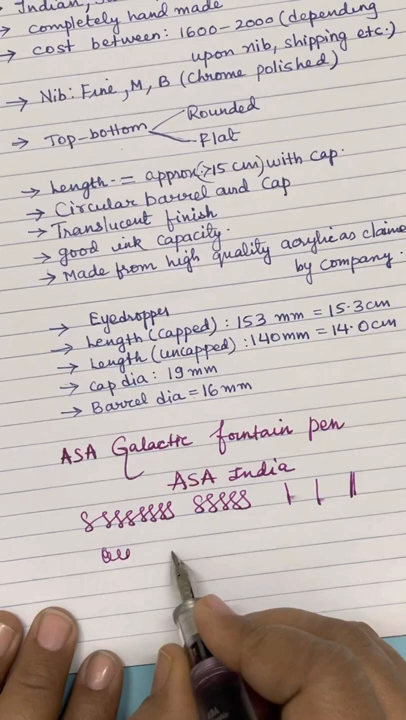 → Indian,
→ completely hand made
→ cost between: 1600-2000 (depending
upon nib, shipping etc.)
→ Nib: Fine, M, B (Chrome polished)
→ Top-bottom
Rounded
Flat
→ Length = approx (>15 cm) with cap.
→ Circular barrel and cap
→ Translucent finish
→ good ink capacity.
→ Made from high quality acrylic as claime
by company.
→ Eyedropper
→ Length (capped) : 153 mm = 15.3 cm
→ Length (uncapped) : 140 mm = 14.0 cm
→ cap dia: 19 mm
→ Barrel dia = 16 mm
ASA Galactic fountain pen
ASA India